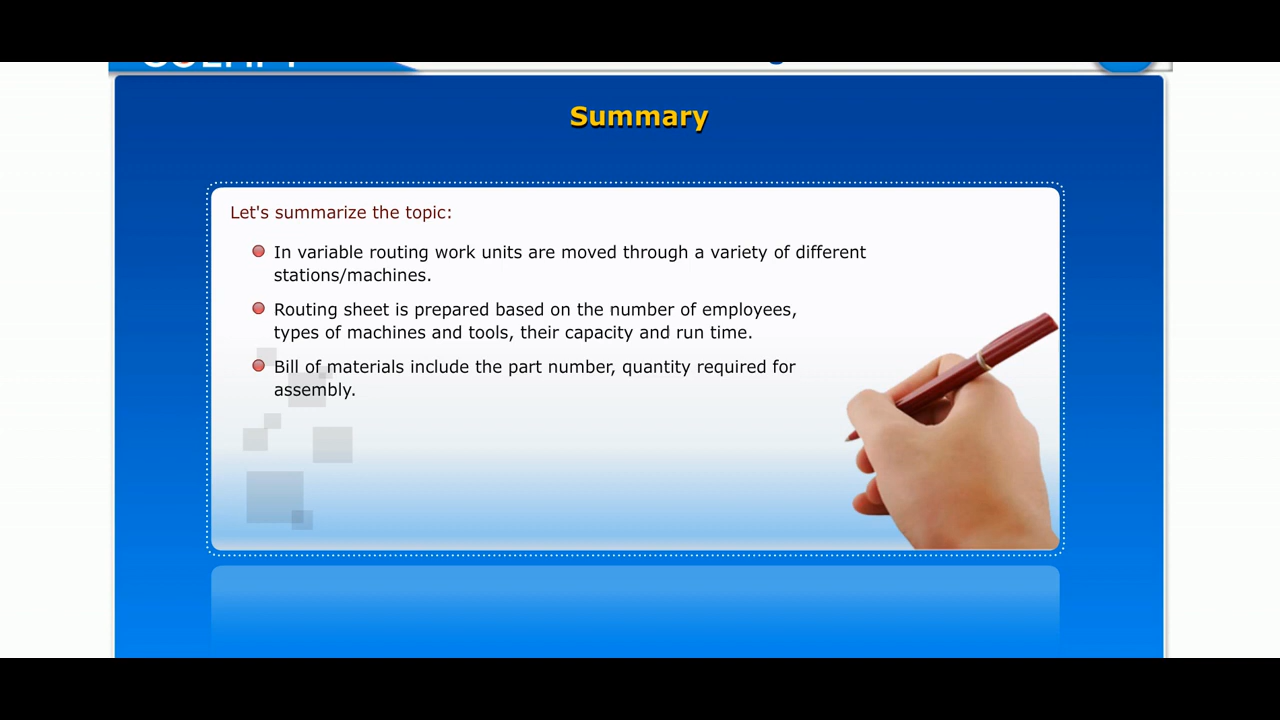 Summary
Let's summarize the topic:
In variable routing work units are moved through a variety of different
stations/machines.
Routing sheet is prepared based on the number of employees,
types of machines and tools, their capacity and run time.
Bill of materials include the part number, quantity required for
assembly.